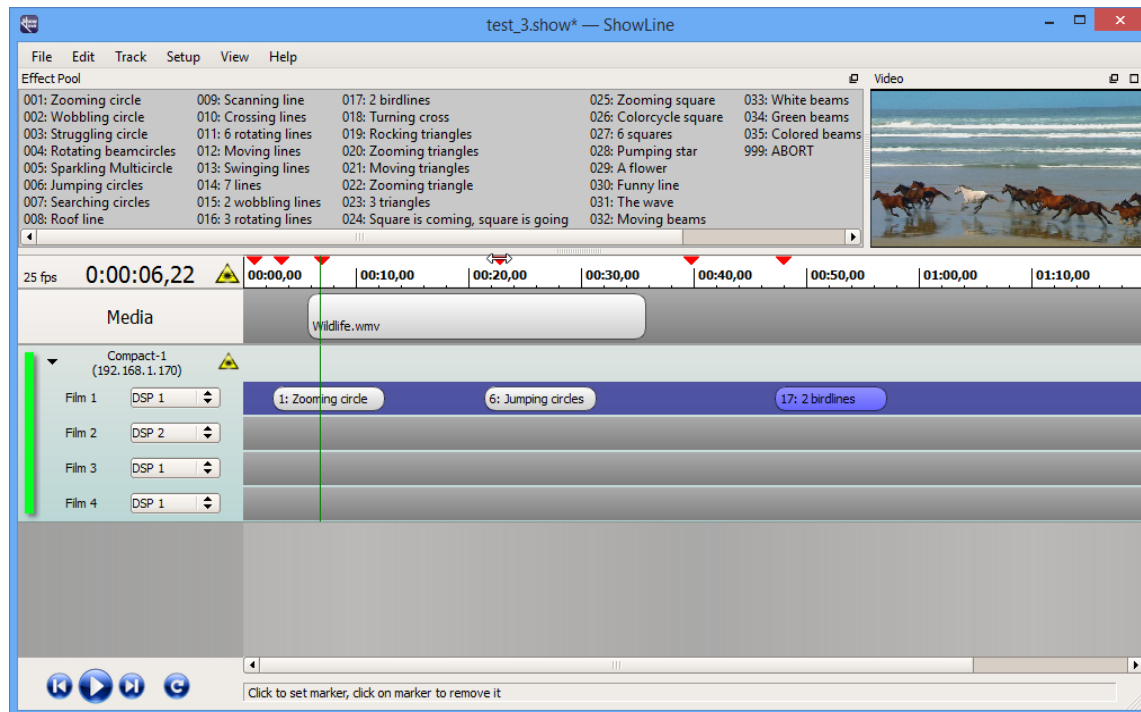 test_3.show* — ShowLine
File Edit Track Setup View Help
Effect Pool
Video
001: Zooming circle
002: Wobbling circle
003: Struggling circle
004: Rotating beamcircles
005: Sparkling Multicircle
006: Jumping circles
007: Searching circles
008: Roof line
009: Scanning line
010: Crossing lines
011: 6 rotating lines
012: Moving lines
013: Swinging lines
014: 7 lines
015: 2 wobbling lines
016: 3 rotating lines
017: 2 birdlines
018: Turning cross
019: Rocking triangles
020: Zooming triangles
021: Moving triangles
022: Zooming triangle
023: 3 triangles
024: Square is coming, square is going
025: Zooming square
026: Colorcycle square
027: 6 squares
028: Pumping star
029: A flower
030: Funny line
031: The wave
032: Moving beams
033: White beams
034: Green beams
035: Colored beams
999: ABORT
25 fps 0:00:06,22 00:00,00 00:10,00 00:20,00 00:30,00 00:40,00 00:50,00 01:00,00 01:10,00
Media
Wildlife.wmv
Compact-1
(192.168.1.170)
Film 1 DSP 1 1: Zooming circle 6: Jumping circles 17: 2 birdlines
Film 2 DSP 2
Film 3 DSP 1
Film 4 DSP 1
Click to set marker, click on marker to remove it